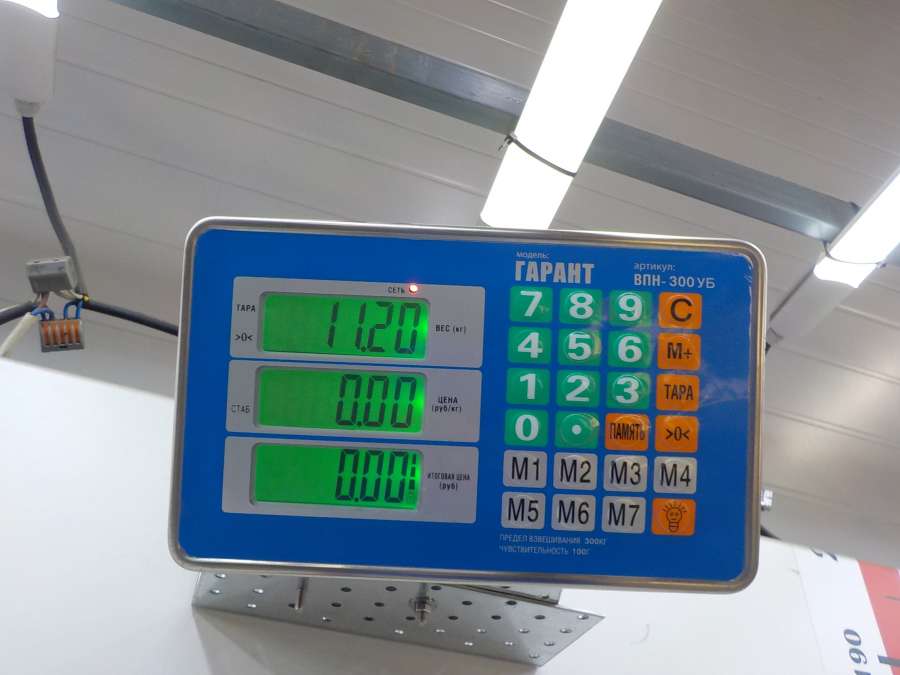 модель:
ГАРАНТ
артикул:
ВПН-300 УБ
СЕТЬ
ТАРА
>0<
11.20
ВЕС (кг)
СТАБ
0.00
ЦЕНА
(руб/кг)
0.00
ИТОГОВАЯ ЦЕНА
(руб)
7 8 9 C
4 5 6 M+
1 2 3 ТАРА
0 • ПАМЯТЬ >0<
M1 M2 M3 M4
M5 M6 M7
ПРЕДЕЛ ВЗВЕШИВАНИЯ 300КГ
ЧУВСТВИТЕЛЬНОСТЬ 100Г
190